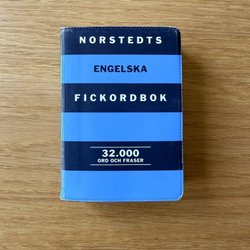 NORSTEDTS
ENGELSKA
FICKORDBOK
32.000
ORD OCH FRASER